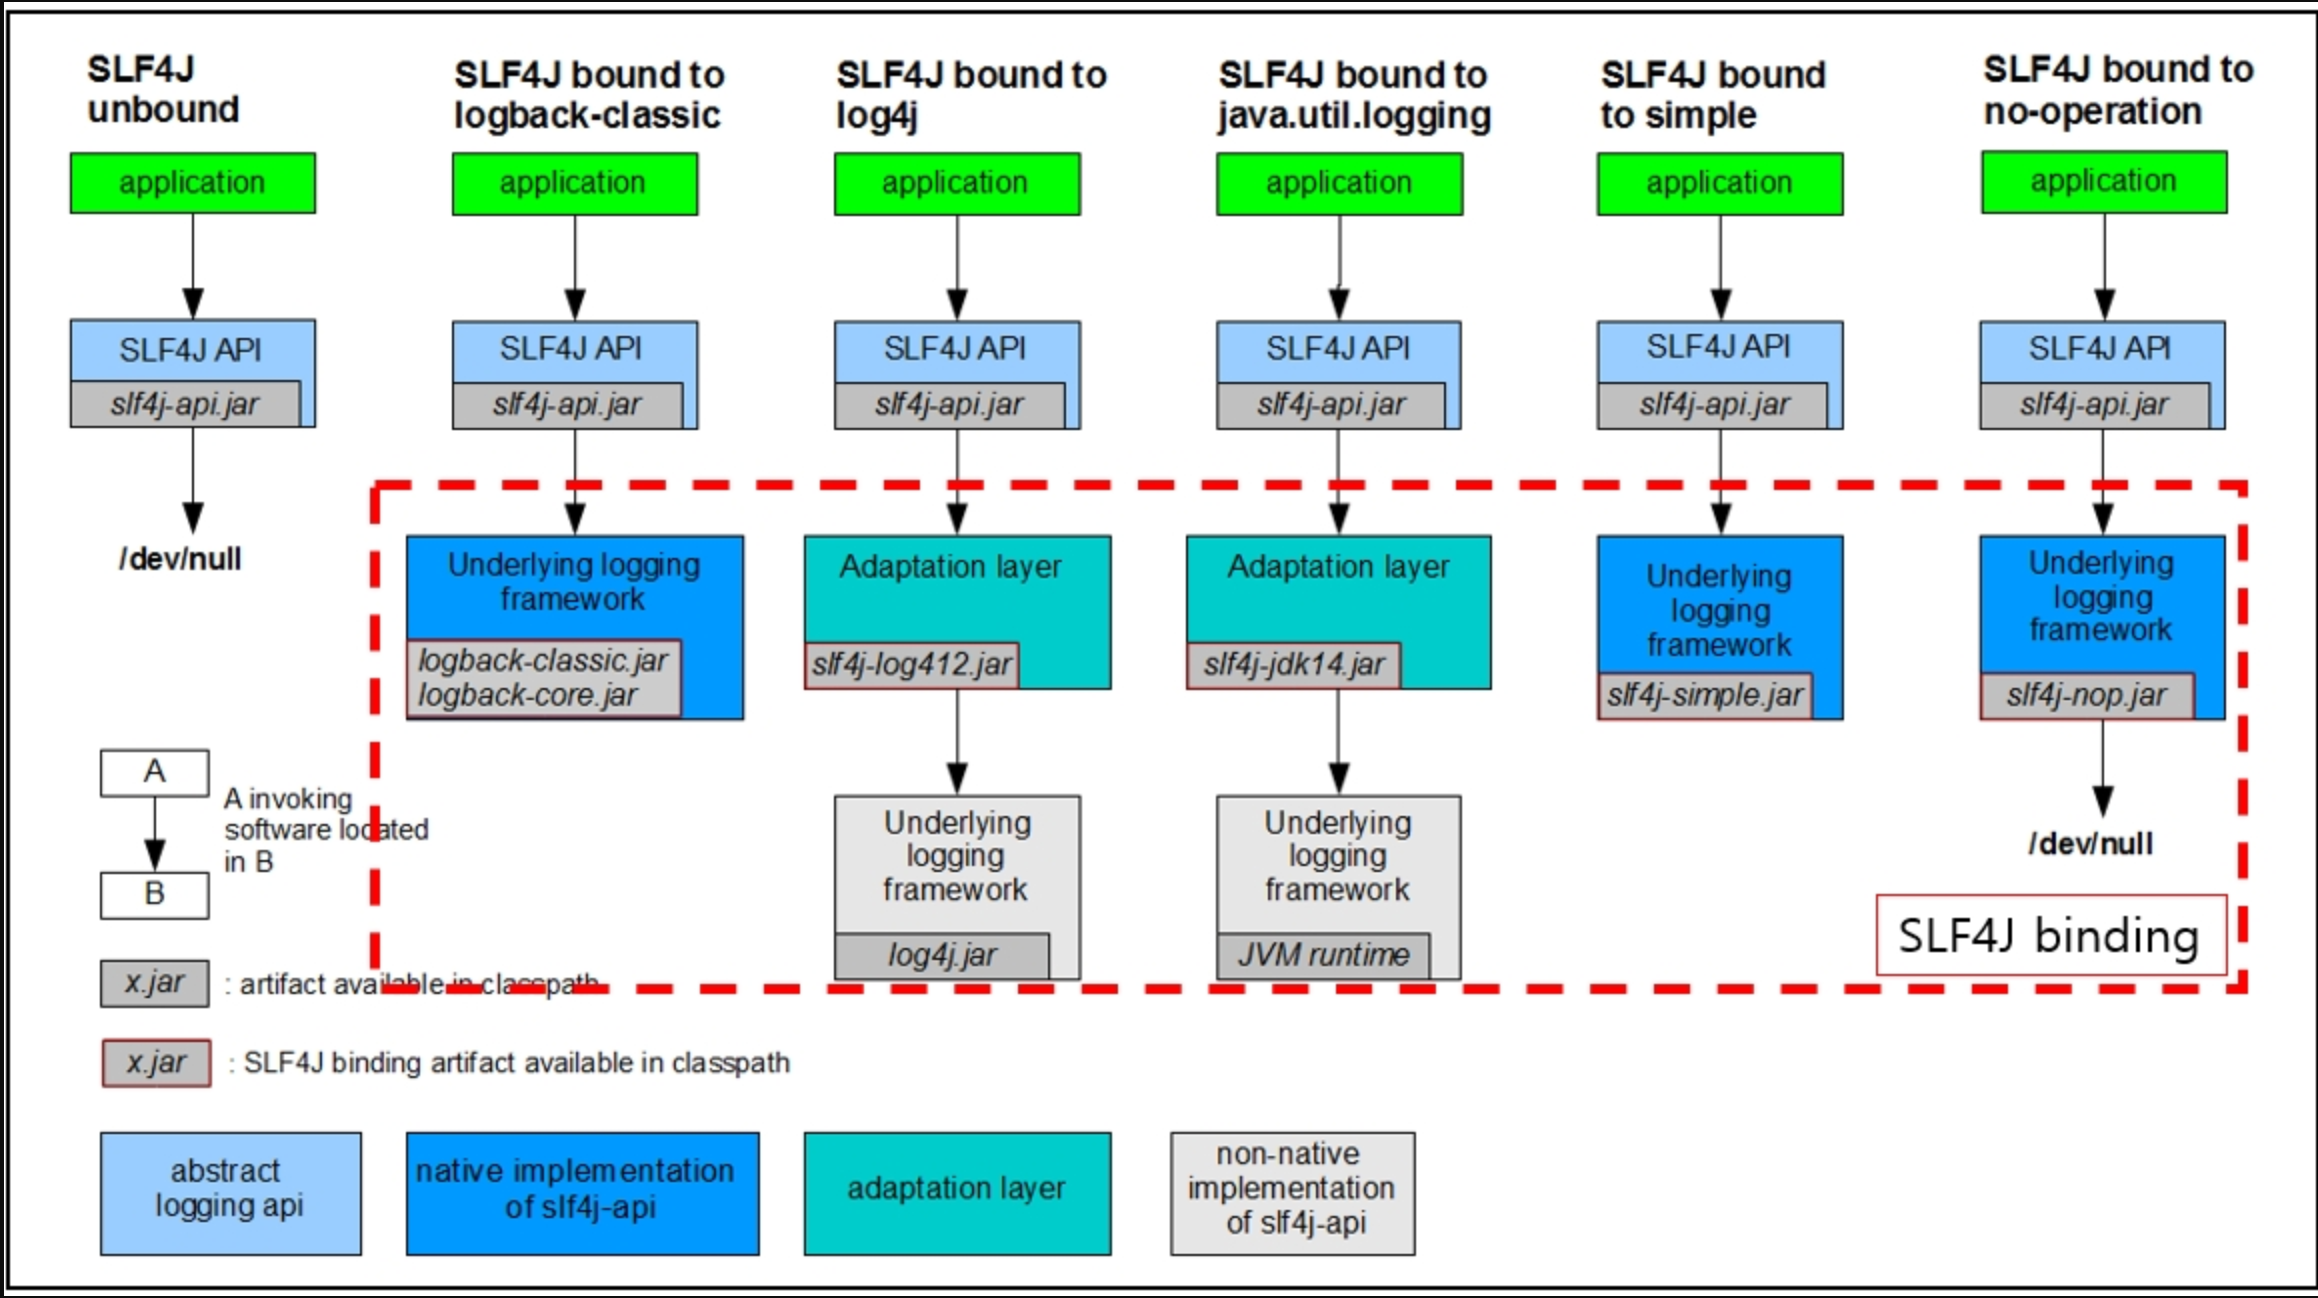 SLF4J
unbound
SLF4J bound to
logback-classic
SLF4J bound to
log4j
SLF4J bound to
java.util.logging
SLF4J bound
to simple
SLF4J bound to
no-operation
application
application
application
application
application
application
SLF4J API
slf4j-api.jar
SLF4J API
slf4j-api.jar
SLF4J API
slf4j-api.jar
SLF4J API
slf4j-api.jar
SLF4J API
slf4j-api.jar
SLF4J API
slf4j-api.jar
/dev/null
Underlying logging
framework
logback-classic.jar
logback-core.jar
Adaptation layer
slf4j-log412.jar
Adaptation layer
slf4j-jdk14.jar
Underlying
logging
framework
slf4j-simple.jar
Underlying
logging
framework
slf4j-nop.jar
A
A invoking
software located
in B
B
Underlying
logging
framework
log4j.jar
Underlying
logging
framework
JVM runtime
/dev/null
SLF4J binding
x.jar
: artifact available in classpath
x.jar
: SLF4J binding artifact available in classpath
abstract
logging api
native implementation
of slf4j-api
adaptation layer
non-native
implementation
of slf4j-api